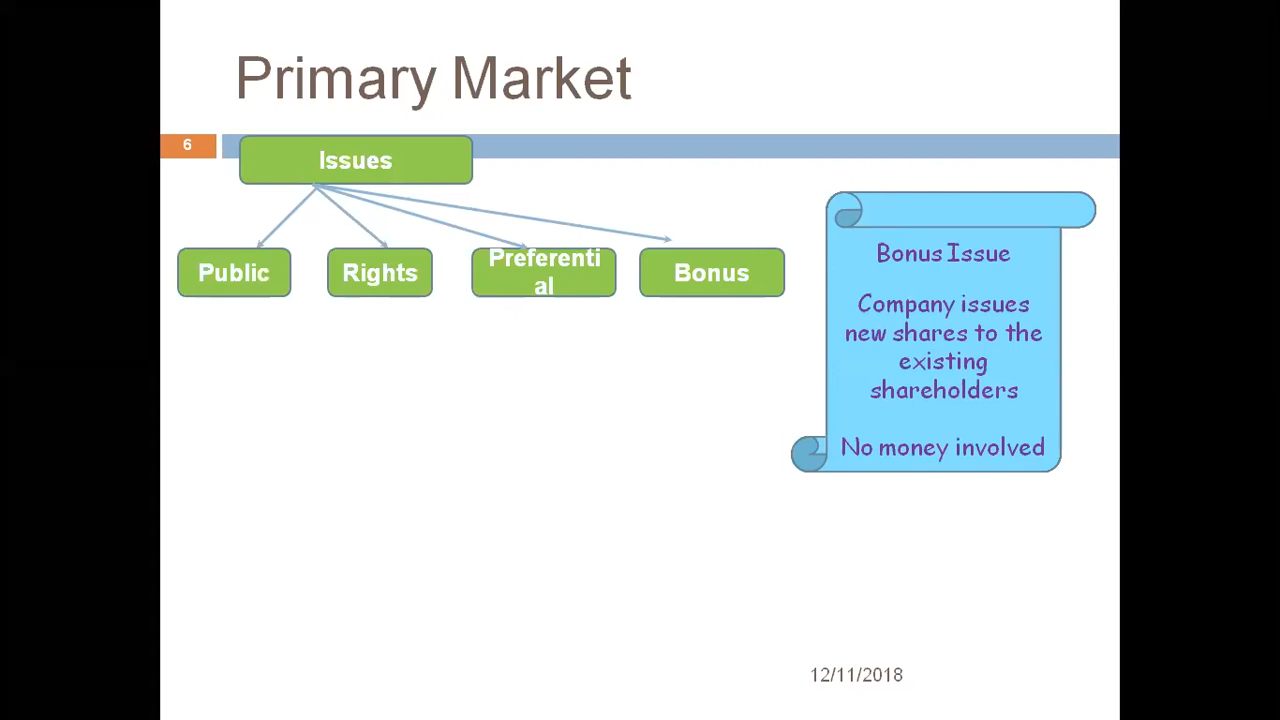 Primary Market
6
Issues
Public
Rights
Preferenti
al
Bonus
Bonus Issue
Company issues
new shares to the
existing
shareholders
No money involved
12/11/2018